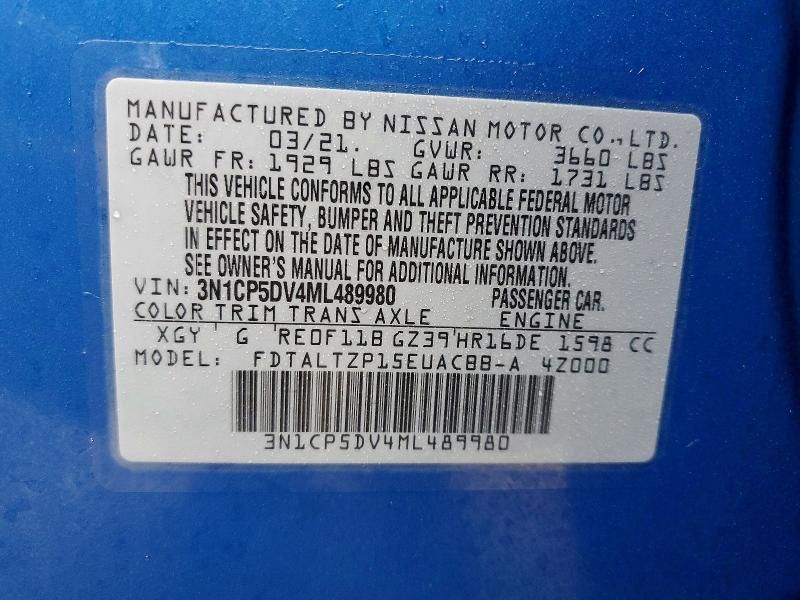 MANUFACTURED BY NISSAN MOTOR CO., LTD.
DATE: 03/21. GVWR: 3660 LBS
GAWR FR: 1929 LBS GAWR RR: 1731 LBS
THIS VEHICLE CONFORMS TO ALL APPLICABLE FEDERAL MOTOR
VEHICLE SAFETY, BUMPER AND THEFT PREVENTION STANDARDS
IN EFFECT ON THE DATE OF MANUFACTURE SHOWN ABOVE.
SEE OWNER'S MANUAL FOR ADDITIONAL INFORMATION.
VIN: 3N1CP5DV4ML489980 PASSENGER CAR.
COLOR TRIM TRANS AXLE ENGINE
XGY G RE0F11B GZ39 HR16DE 1598 CC
MODEL: FDTALTZP15EUACBB-A 4Z000
3N1CP5DV4ML489980